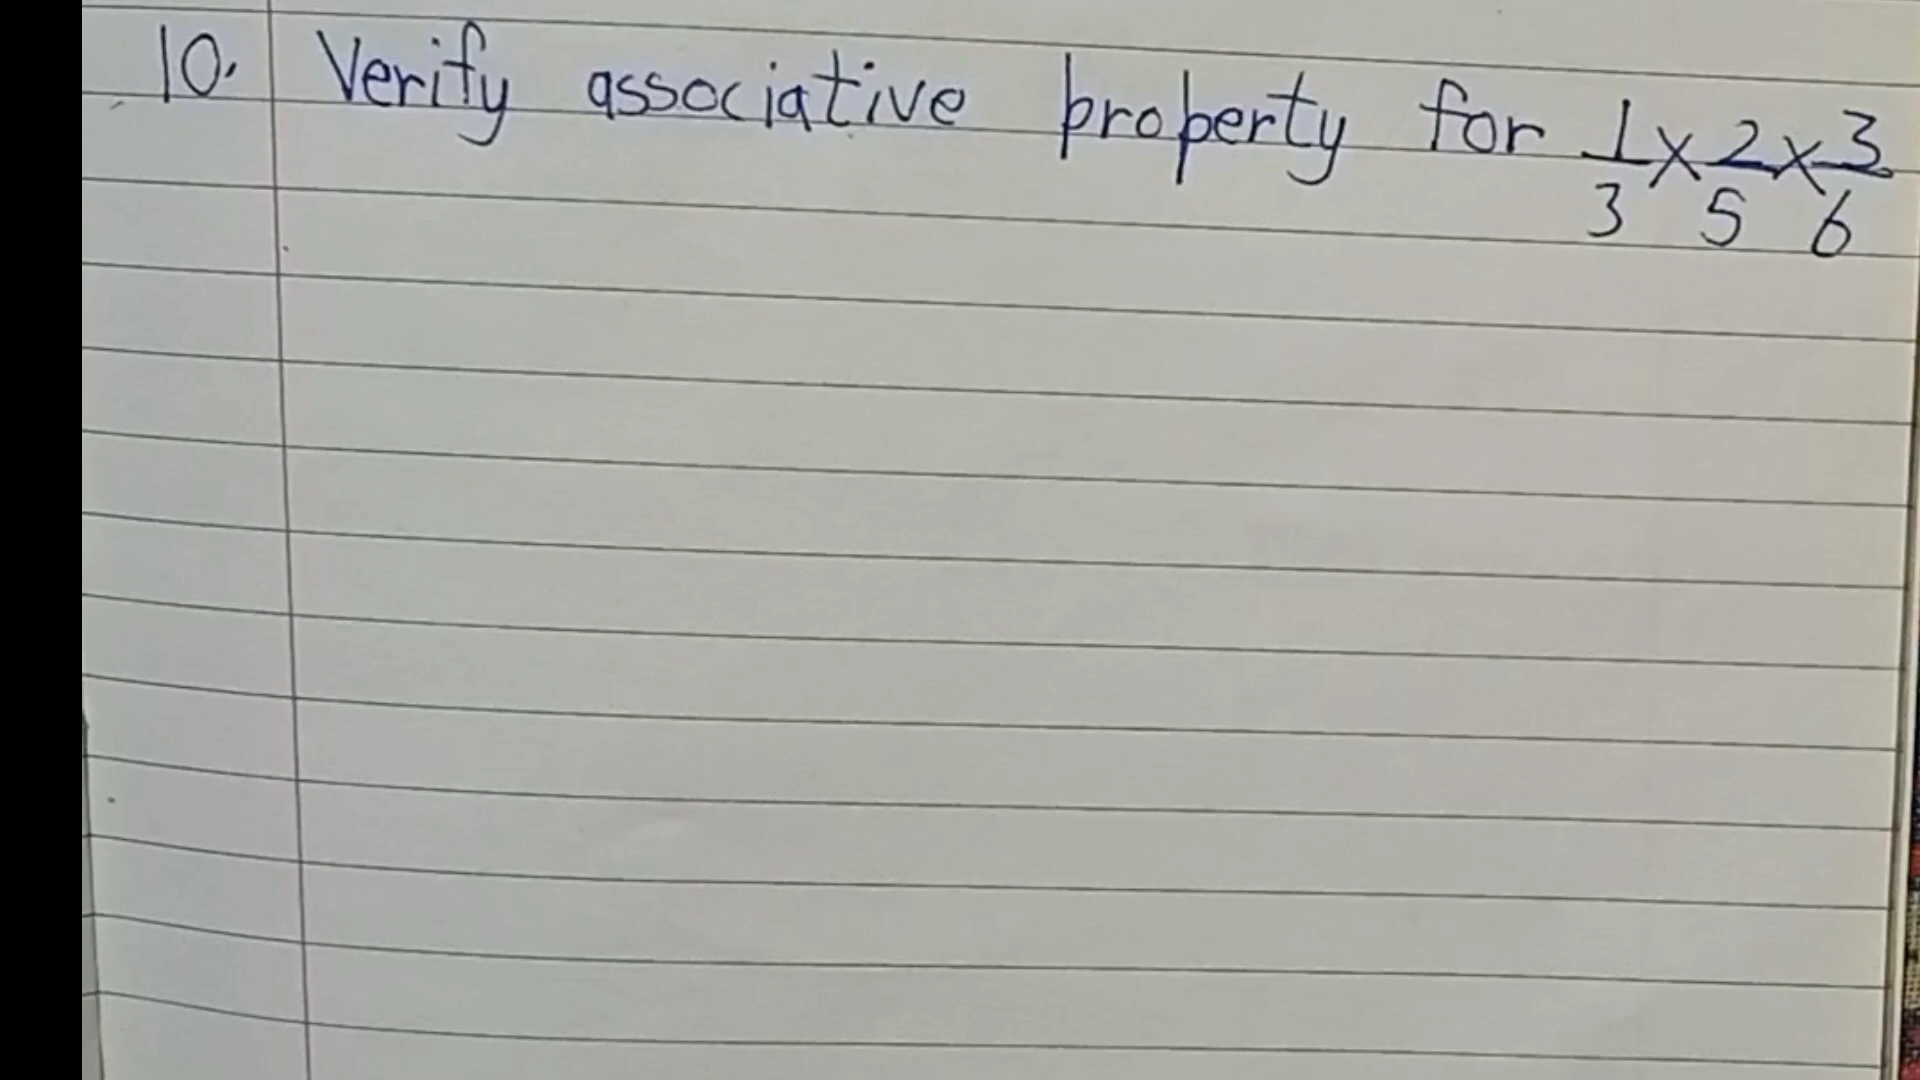 10. Verify associative property for 1/3 x 2/5 x 3/6